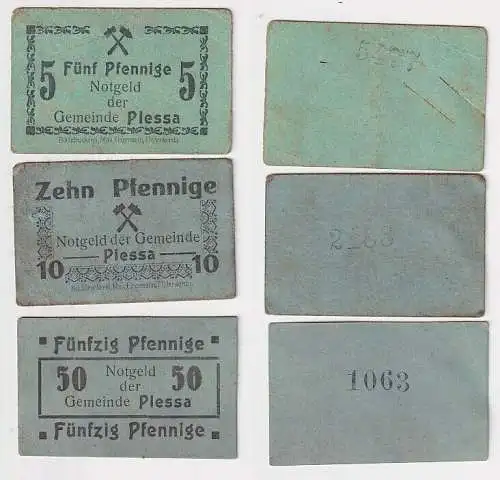 5 Fünf Pfennige 5
Notgeld
der
Gemeinde Plessa
Zehn Pfennige
Notgeld der Gemeinde
10 Plessa 10
1063
Fünfzig Pfennige
50 Notgeld 50
der
Gemeinde Plessa
Fünfzig Pfennige